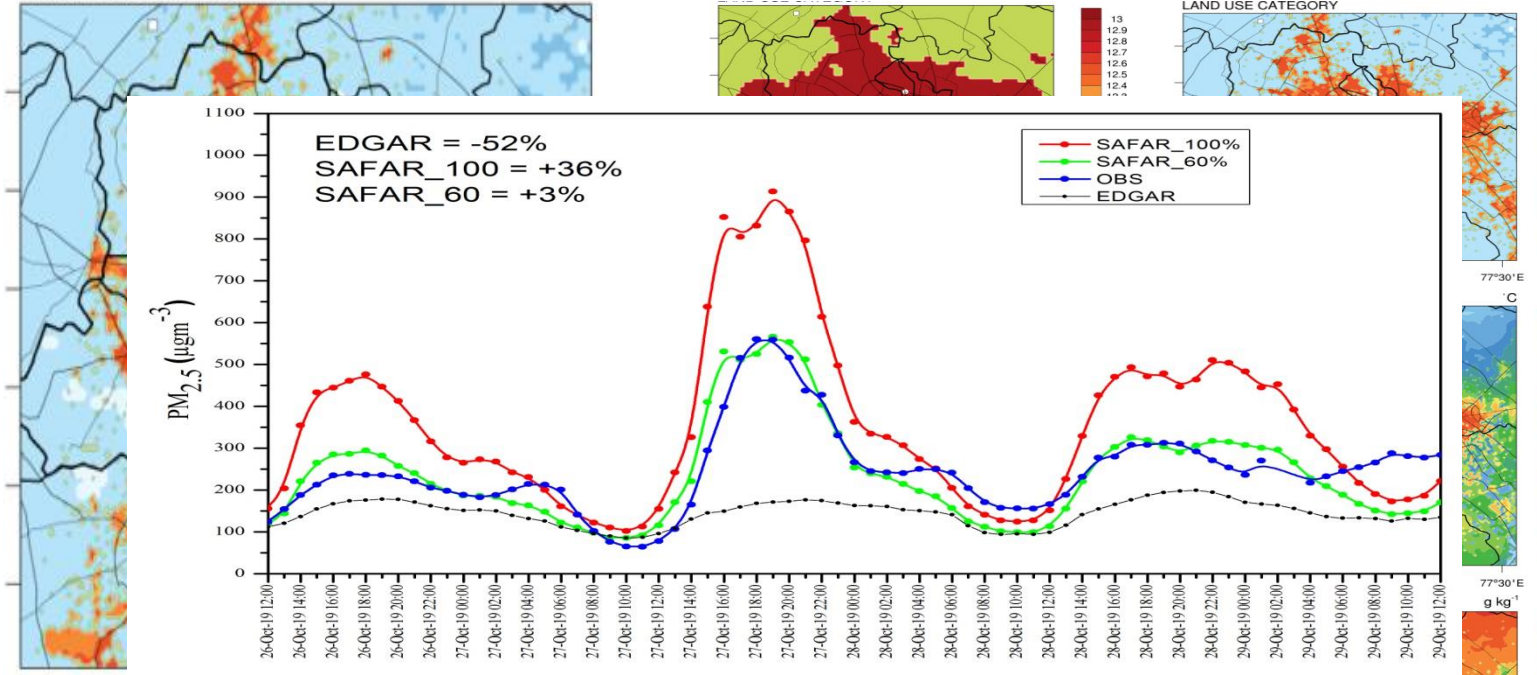 LAND USE CATEGORY
13
12.9
12.8
12.7
12.6
12.5
12.4
77°30'E
°C
77°30'E
g kg-1
EDGAR = -52%
SAFAR_100 = +36%
SAFAR_60 = +3%
SAFAR_100%
SAFAR_60%
OBS
EDGAR
PM2.5 (µgm-3)
1100
1000
900
800
700
600
500
400
300
200
100
0
26-Oct-19 12:00
26-Oct-19 14:00
26-Oct-19 16:00
26-Oct-19 18:00
26-Oct-19 20:00
26-Oct-19 22:00
27-Oct-19 00:00
27-Oct-19 02:00
27-Oct-19 04:00
27-Oct-19 06:00
27-Oct-19 08:00
27-Oct-19 10:00
27-Oct-19 12:00
27-Oct-19 14:00
27-Oct-19 16:00
27-Oct-19 18:00
27-Oct-19 20:00
27-Oct-19 22:00
28-Oct-19 00:00
28-Oct-19 02:00
28-Oct-19 04:00
28-Oct-19 06:00
28-Oct-19 08:00
28-Oct-19 10:00
28-Oct-19 12:00
28-Oct-19 14:00
28-Oct-19 16:00
28-Oct-19 18:00
28-Oct-19 20:00
28-Oct-19 22:00
29-Oct-19 00:00
29-Oct-19 02:00
29-Oct-19 04:00
29-Oct-19 06:00
29-Oct-19 08:00
29-Oct-19 10:00
29-Oct-19 12:00